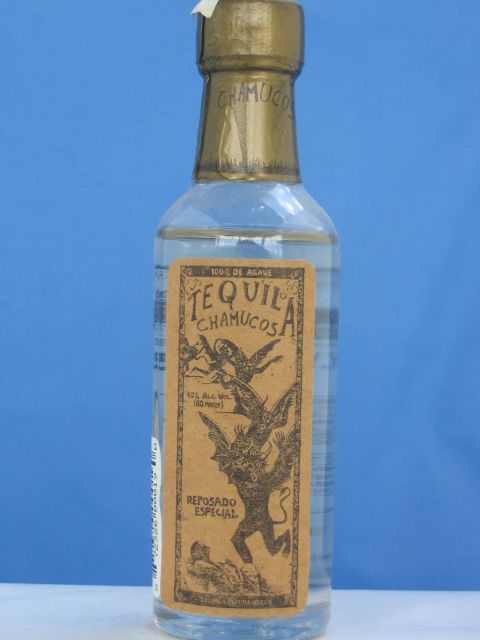 CHAMUCOS
100% DE AGAVE
TEQUILA
CHAMUCOS
40% ALC. VOL.
(80 PROOF)
REPOSADO
ESPECIAL